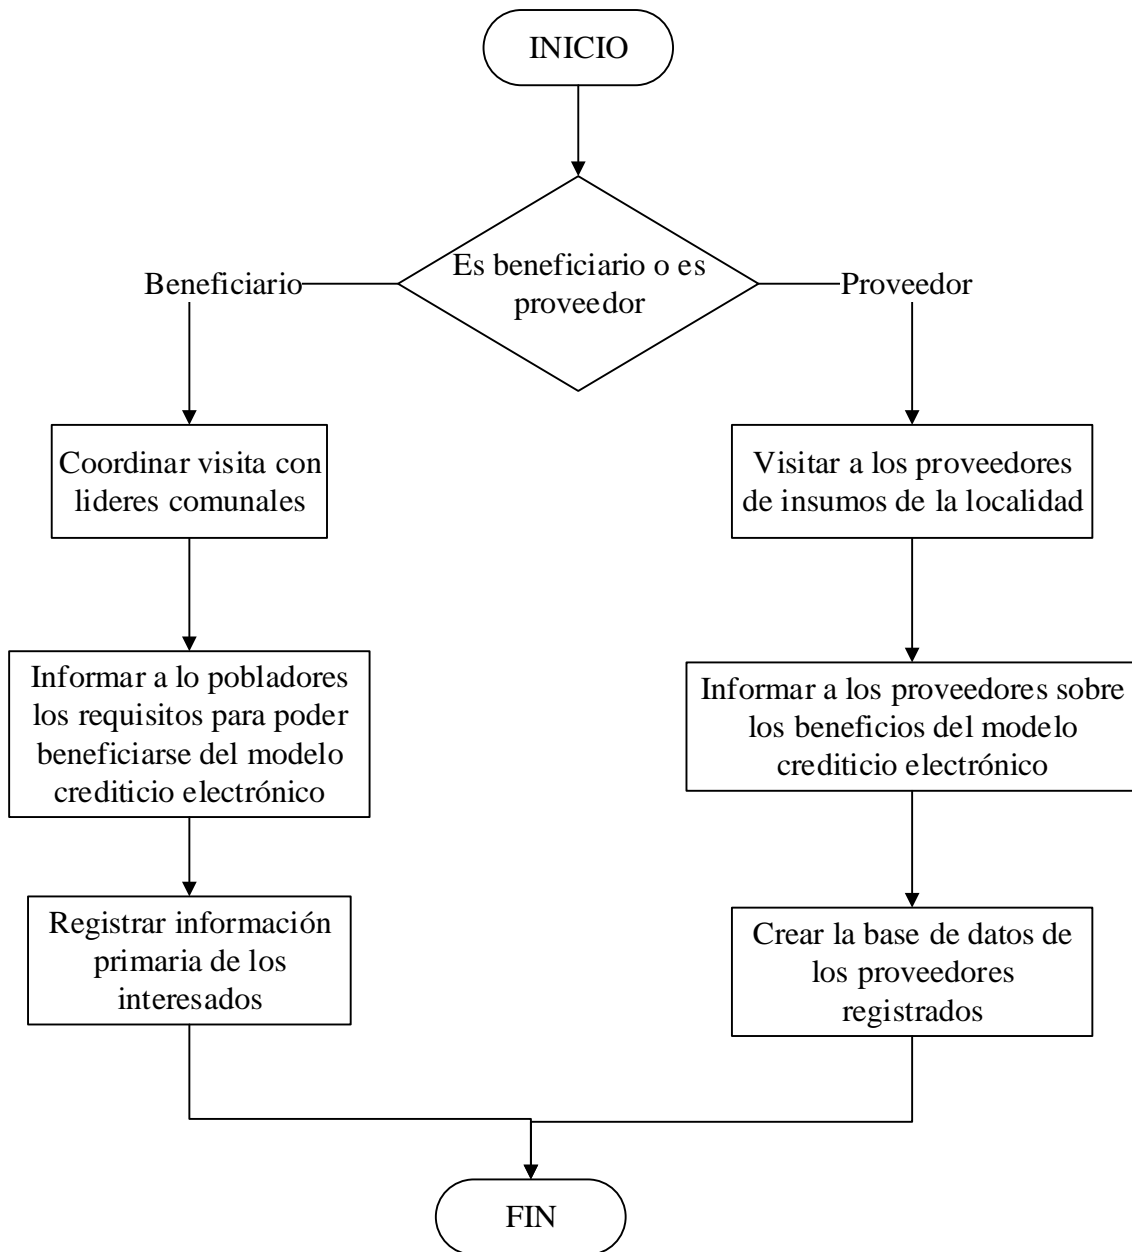 INICIO
Es beneficiario o es
proveedor
Beneficiario
Proveedor
Coordinar visita con
lideres comunales
Visitar a los proveedores
de insumos de la localidad
Informar a lo pobladores
los requisitos para poder
beneficiarse del modelo
crediticio electrónico
Informar a los proveedores sobre
los beneficios del modelo
crediticio electrónico
Registrar información
primaria de los
interesados
Crear la base de datos de
los proveedores
registrados
FIN